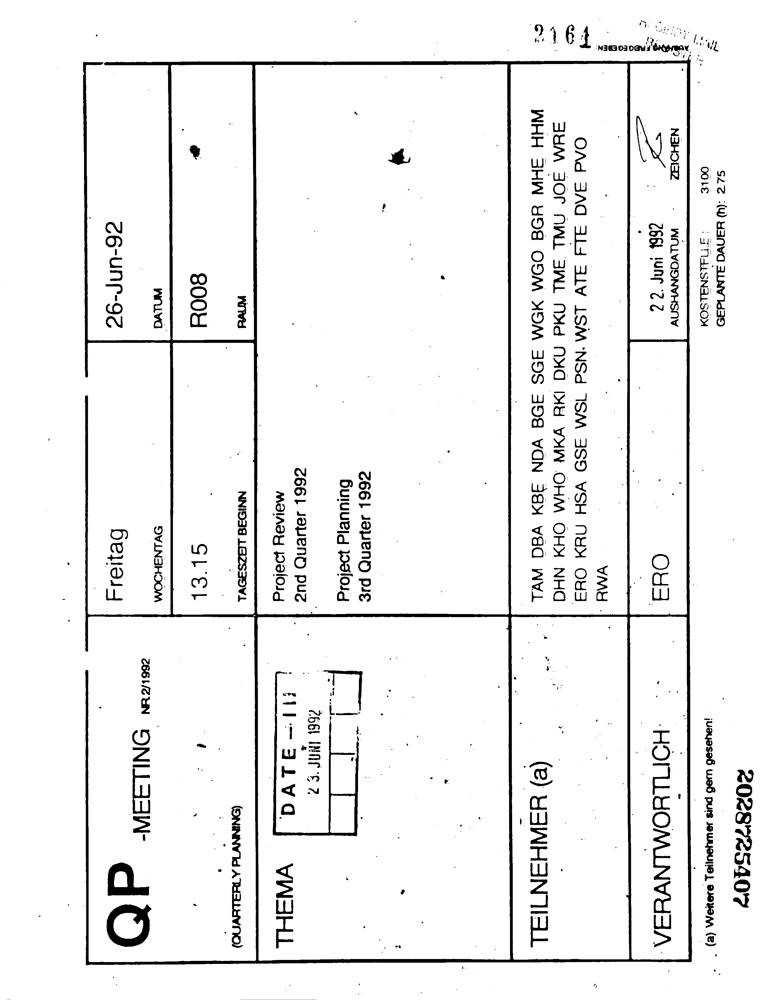 2161
AUSHANG FREIGEGEBEN
QP -MEETING NR.2/1992
(QUARTERLY PLANNING)
Freitag
WOCHENTAG
26-Jun-92
DATUM
13.15
TAGESZEIT BEGINN
R008
RAUM
THEMA
DATE-III
23. JUNI 1992
Project Review
2nd Quarter 1992
Project Planning
3rd Quarter 1992
TEILNEHMER (a)
TAM DBA KBE NDA BGE SGE WGK WGO BGR MHE HHM
DHN KHO WHO MKA RKI DKU PKU TME TMU JOE WRE
ERO KRU HSA GSE WSL PSN WST ATE FTE DVE PVO
RWA
VERANTWORTLICH
ERO
22. Juni 1992
AUSHANGDATUM
ZEICHEN
(a) Weitere Teilnehmer sind gern gesehen!
KOSTENSTELLE: 3100
GEPLANTE DAUER (h): 2.75
2028725407